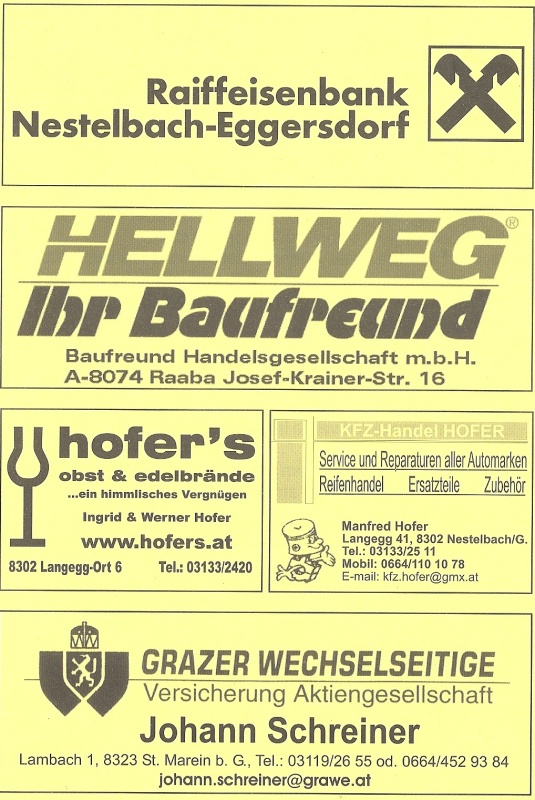 Raiffeisenbank
Nestelbach-Eggersdorf
HELLWEG®
Ihr Baufreund
Baufreund Handelsgesellschaft m.b.H.
A-8074 Raaba Josef-Krainer-Str. 16
hofer's
obst & edelbrände
...ein himmlisches Vergnügen
Ingrid & Werner Hofer
www.hofers.at
8302 Langegg-Ort 6 Tel.: 03133/2420
KFZ-Handel HOFER
Service und Reparaturen aller Automarken
Reifenhandel Ersatzteile Zubehör
Manfred Hofer
Langegg 41, 8302 Nestelbach/G.
Tel.: 03133/25 11
Mobil: 0664/110 10 78
E-mail: kfz.hofer@gmx.at
GRAZER WECHSELSEITIGE
Versicherung Aktiengesellschaft
Johann Schreiner
Lambach 1, 8323 St. Marein b. G., Tel.: 03119/26 55 od. 0664/452 93 84
johann.schreiner@grawe.at